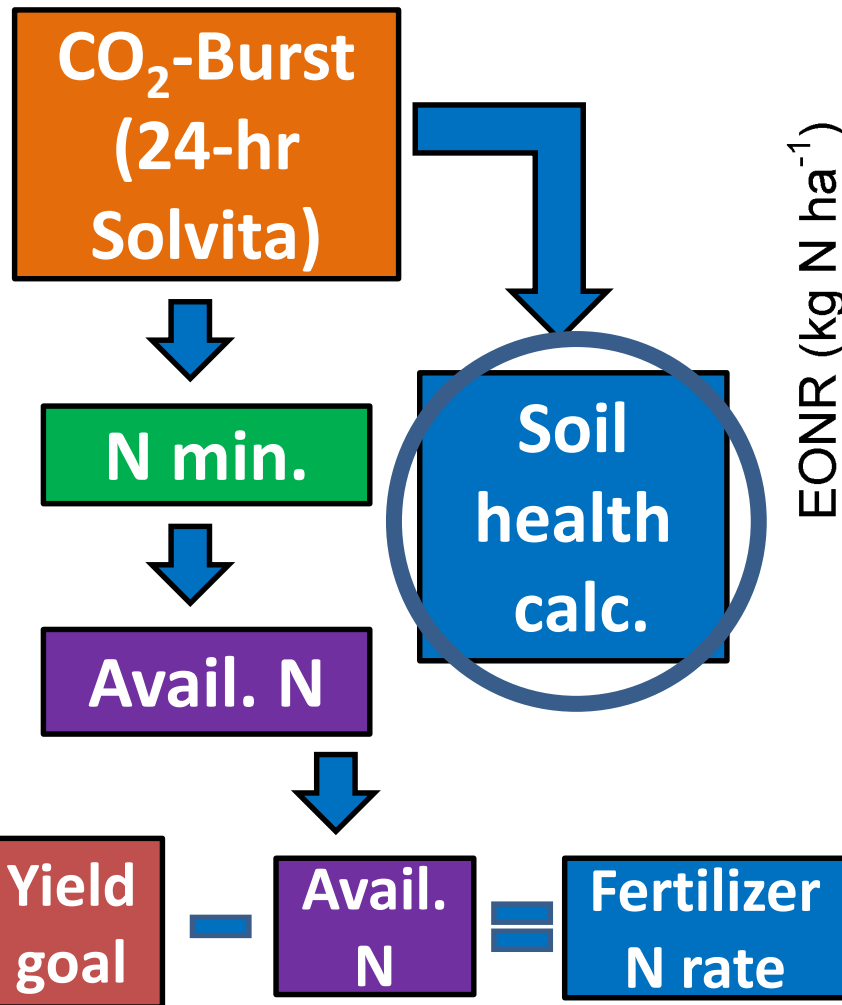 CO₂-Burst
(24-hr
Solvita)
N min.
Soil
health
calc.
Avail. N
Yield
goal
-
Avail.
N
=
Fertilizer
N rate
EONR (kg N ha⁻¹)